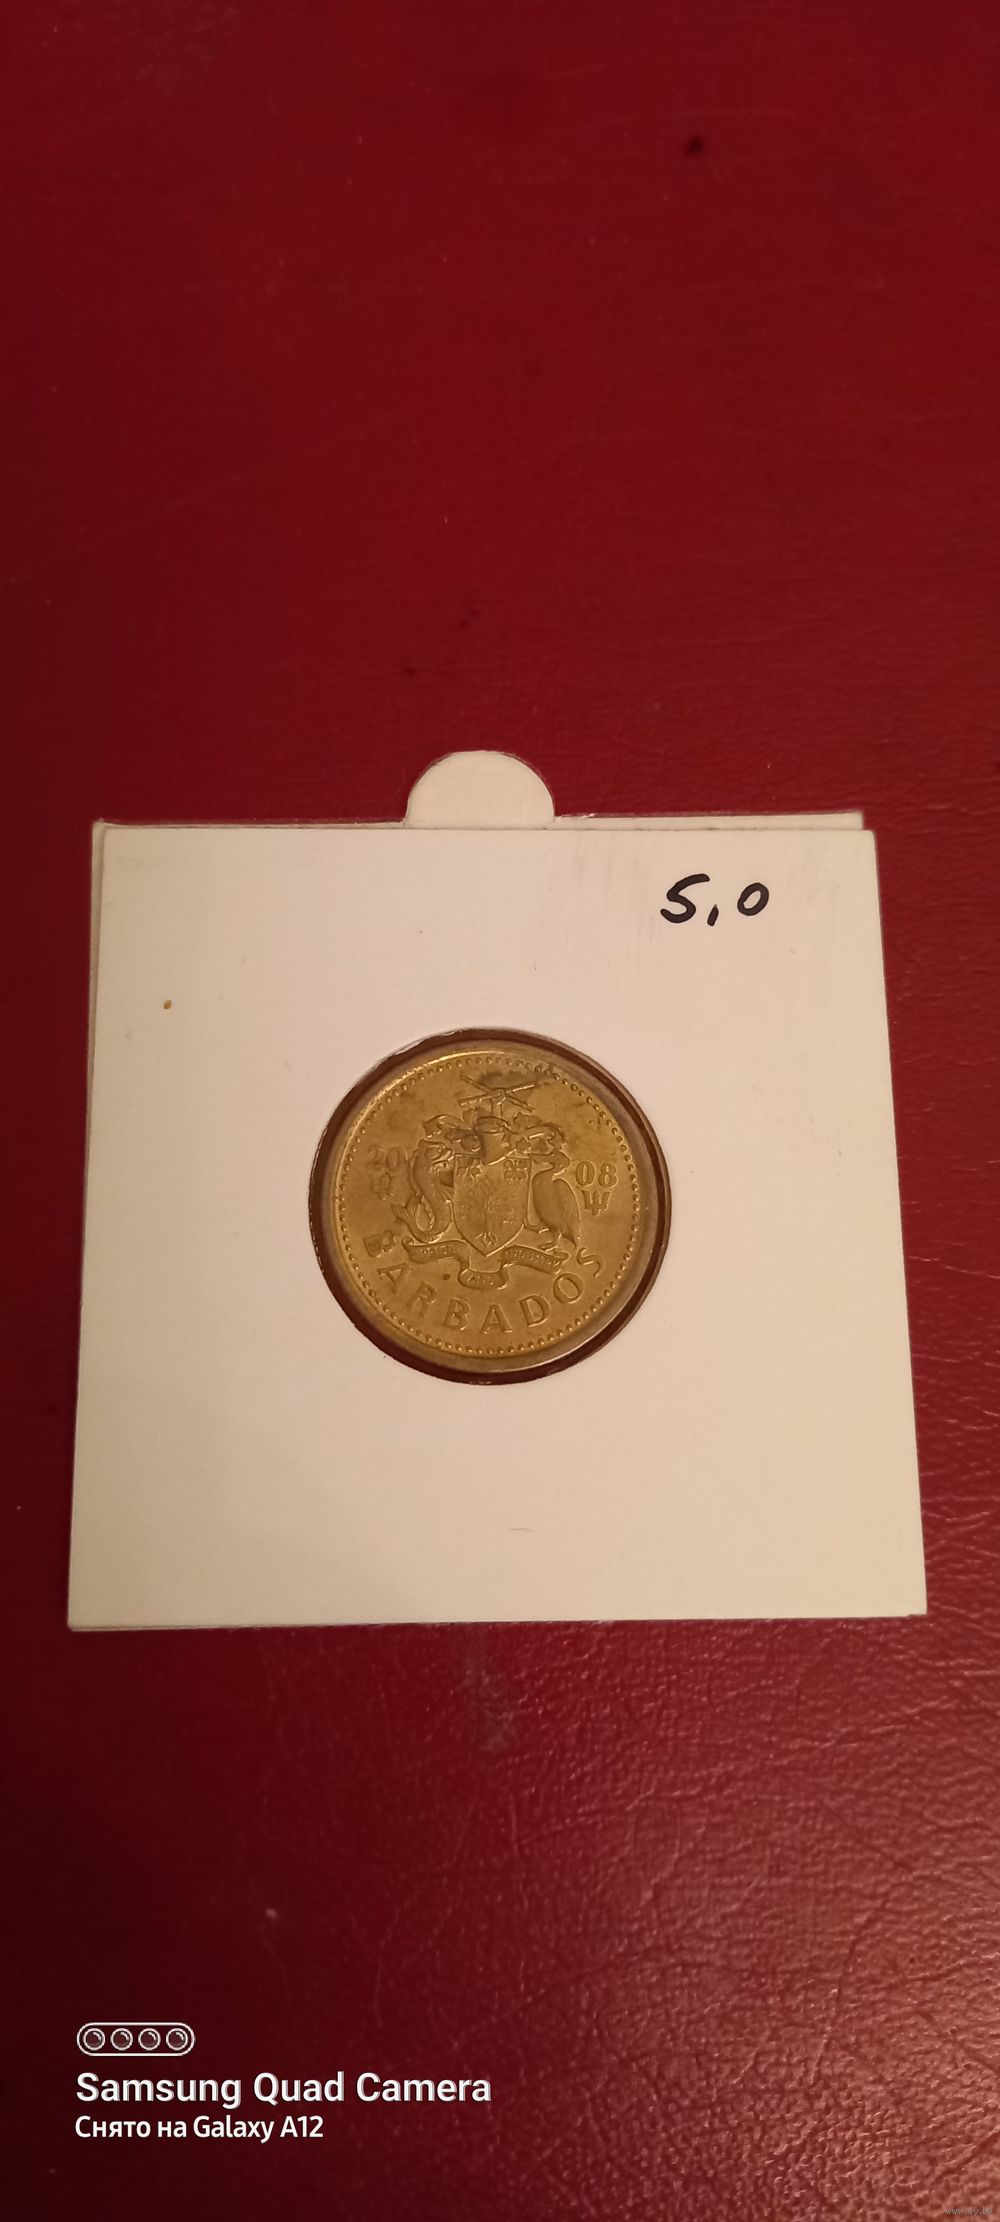 5,0
20 08
BARBADOS
Samsung Quad Camera
Снято на Galaxy A12